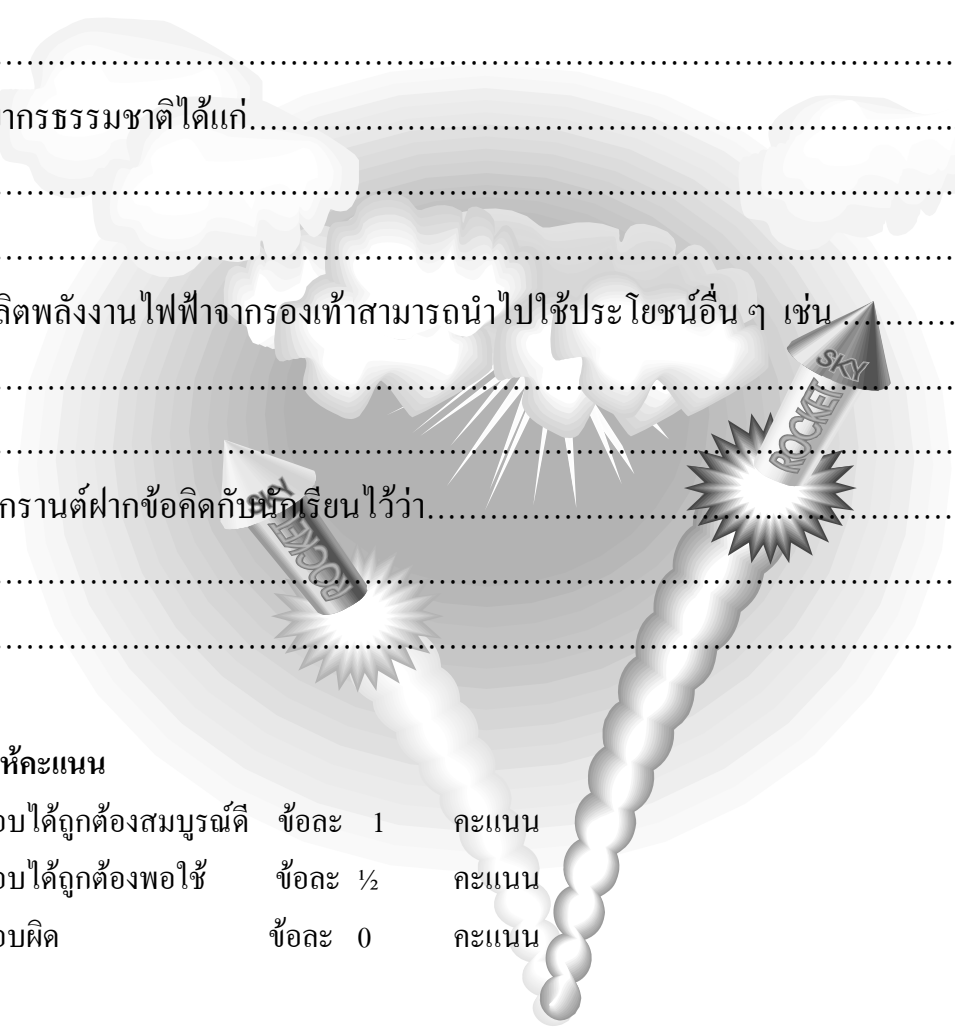 ...................................................................................................
ากรธรรมชาติได้แก่.........................................................................
...................................................................................................
...................................................................................................
ลิตพลังงานไฟฟ้าจากรองเท้าสามารถนำไปใช้ประโยชน์อื่น ๆ เช่น ............
...................................................................................................
...................................................................................................
กรานต์ฝากข้อคิดกับนักเรียนไว้ว่า.......................................................
...................................................................................................
...................................................................................................
SKY
ROCKET
SKY
ROCKET
ห้คะแนน
อบได้ถูกต้องสมบูรณ์ดี ข้อละ 1 คะแนน
อบได้ถูกต้องพอใช้ ข้อละ ½ คะแนน
อบผิด ข้อละ 0 คะแนน